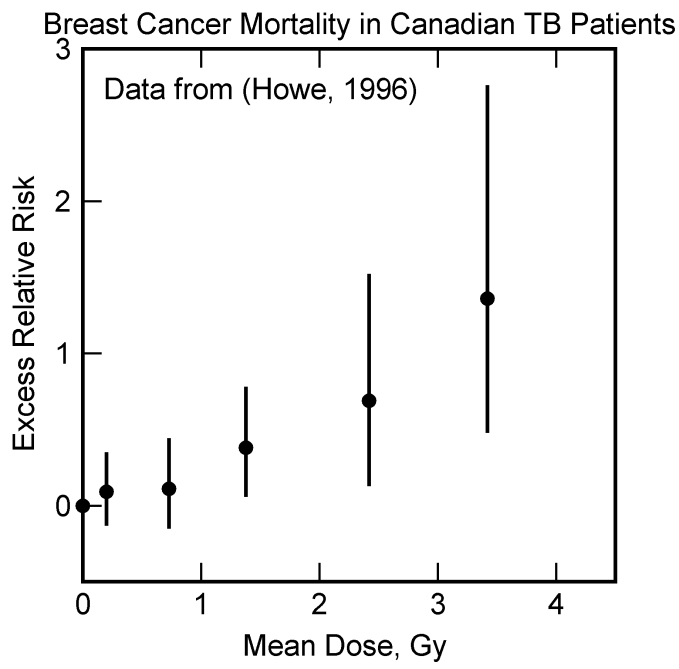 Breast Cancer Mortality in Canadian TB Patients
3
Data from (Howe, 1996)
2
1
0
Excess Relative Risk
0 1 2 3 4
Mean Dose, Gy